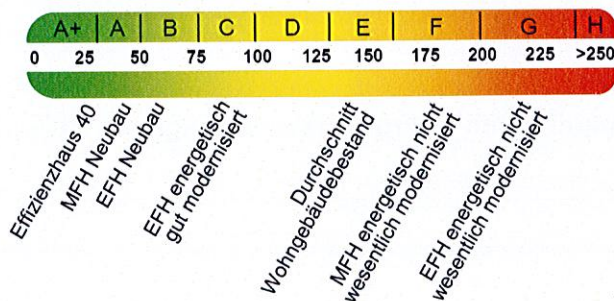 A+ A B C D E F G H
0 25 50 75 100 125 150 175 200 225 >250
Effizienzhaus 40
MFH Neubau
EFH Neubau
EFH energetisch
gut modernisiert
Durchschnitt
Wohngebäudebestand
MFH energetisch nicht
wesentlich modernisiert
EFH energetisch nicht
wesentlich modernisiert